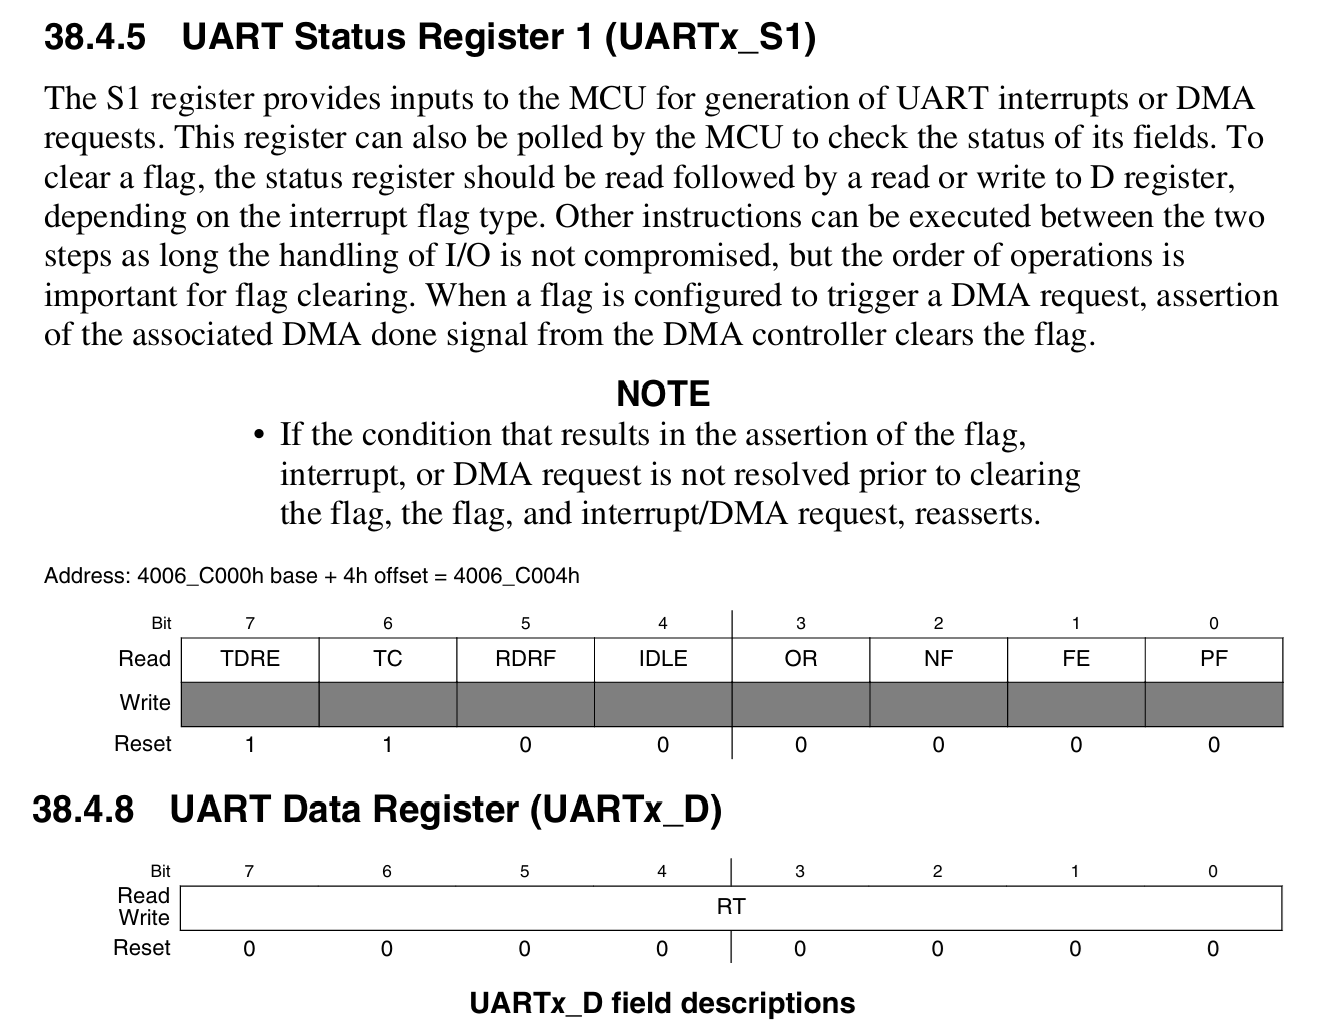 38.4.5 UART Status Register 1 (UARTx_S1)
The S1 register provides inputs to the MCU for generation of UART interrupts or DMA
requests. This register can also be polled by the MCU to check the status of its fields. To
clear a flag, the status register should be read followed by a read or write to D register,
depending on the interrupt flag type. Other instructions can be executed between the two
steps as long the handling of I/O is not compromised, but the order of operations is
important for flag clearing. When a flag is configured to trigger a DMA request, assertion
of the associated DMA done signal from the DMA controller clears the flag.
NOTE
• If the condition that results in the assertion of the flag,
interrupt, or DMA request is not resolved prior to clearing
the flag, the flag, and interrupt/DMA request, reasserts.
Address: 4006_C000h base + 4h offset = 4006_C004h
Bit 7 6 5 4 3 2 1 0
Read TDRE TC RDRF IDLE OR NF FE PF
Write
Reset 1 1 0 0 0 0 0 0
38.4.8 UART Data Register (UARTx_D)
Bit 7 6 5 4 3 2 1 0
Read
Write
RT
Reset 0 0 0 0 0 0 0 0
UARTx_D field descriptions